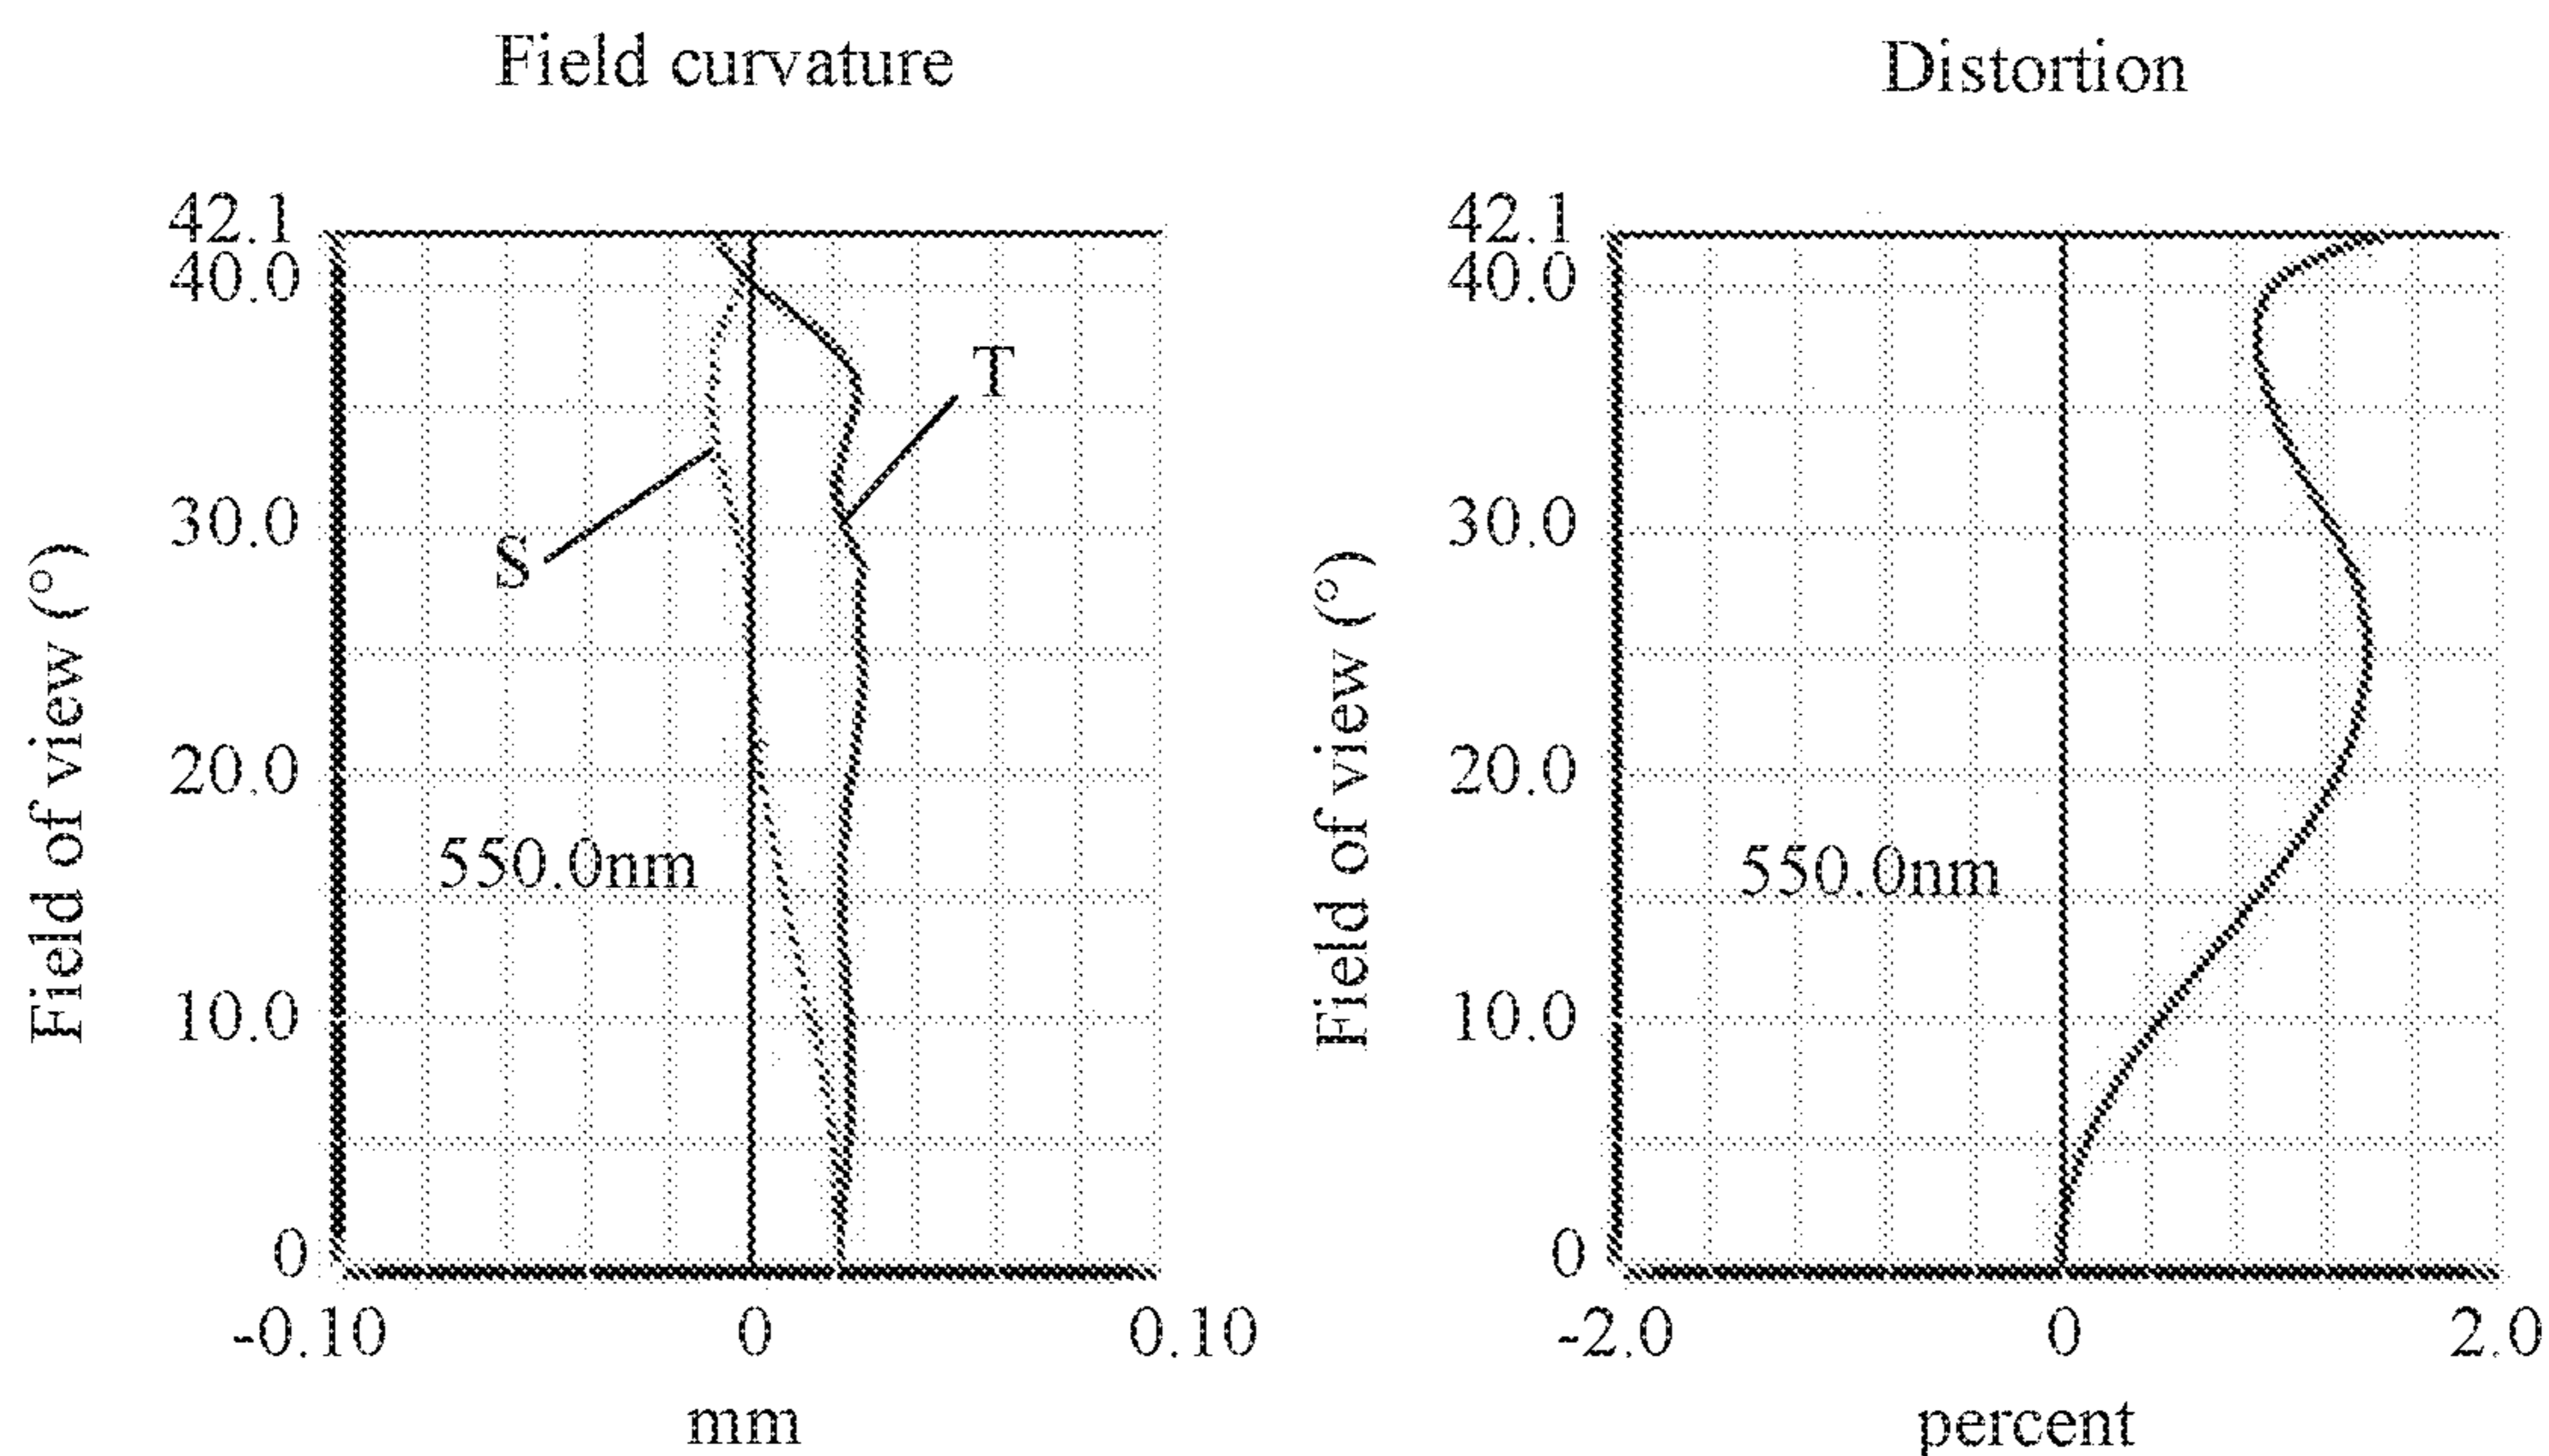 Field curvature
42.1
40.0
30.0
20.0
10.0
0
Field of view (°)
S
T
550.0nm
-0.10
0
0.10
mm
Distortion
42.1
40.0
30.0
20.0
10.0
0
Field of view (°)
550.0nm
-2.0
0
2.0
percent